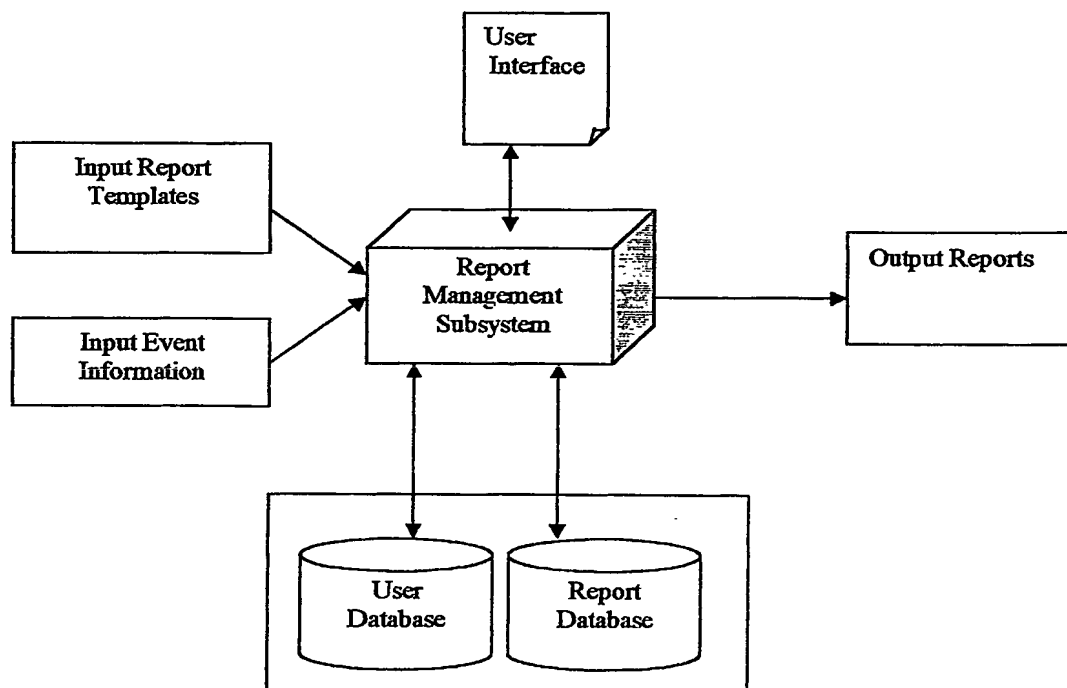 User
Interface
Input Report
Templates
Report
Management
Subsystem
Output Reports
Input Event
Information
User
Database
Report
Database